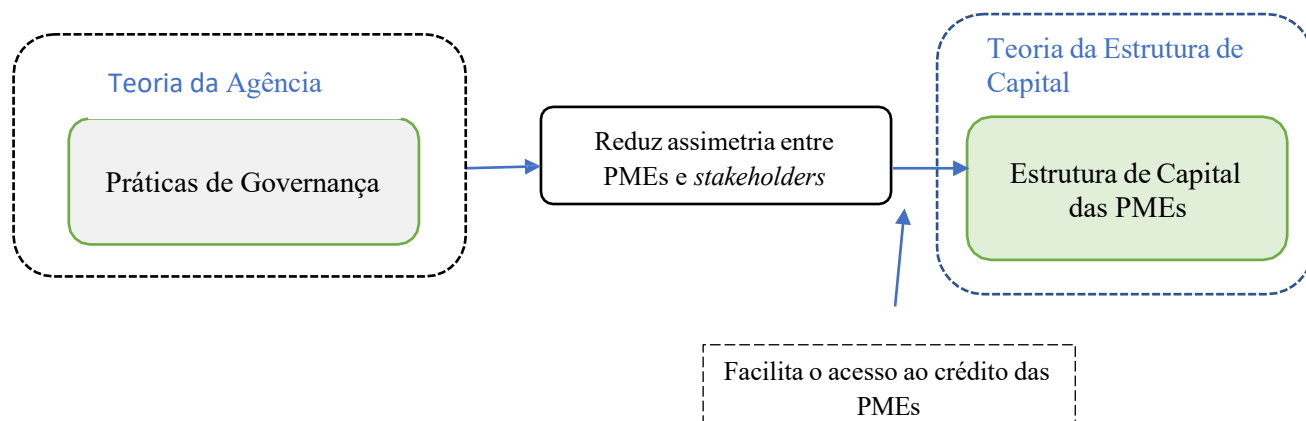 Teoria da Agência
Práticas de Governança
Reduz assimetria entre
PMEs e stakeholders
Teoria da Estrutura de
Capital
Estrutura de Capital
das PMEs
Facilita o acesso ao crédito das
PMEs